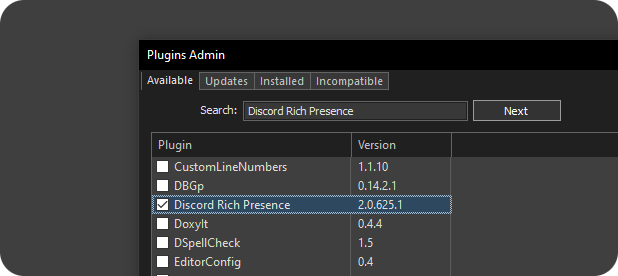 Plugins Admin
Available Updates Installed Incompatible
Search: Discord Rich Presence Next
Plugin Version
CustomLineNumbers 1.1.10
DBGp 0.14.2.1
Discord Rich Presence 2.0.625.1
DoxyIt 0.4.4
DSpellCheck 1.5
EditorConfig 0.4